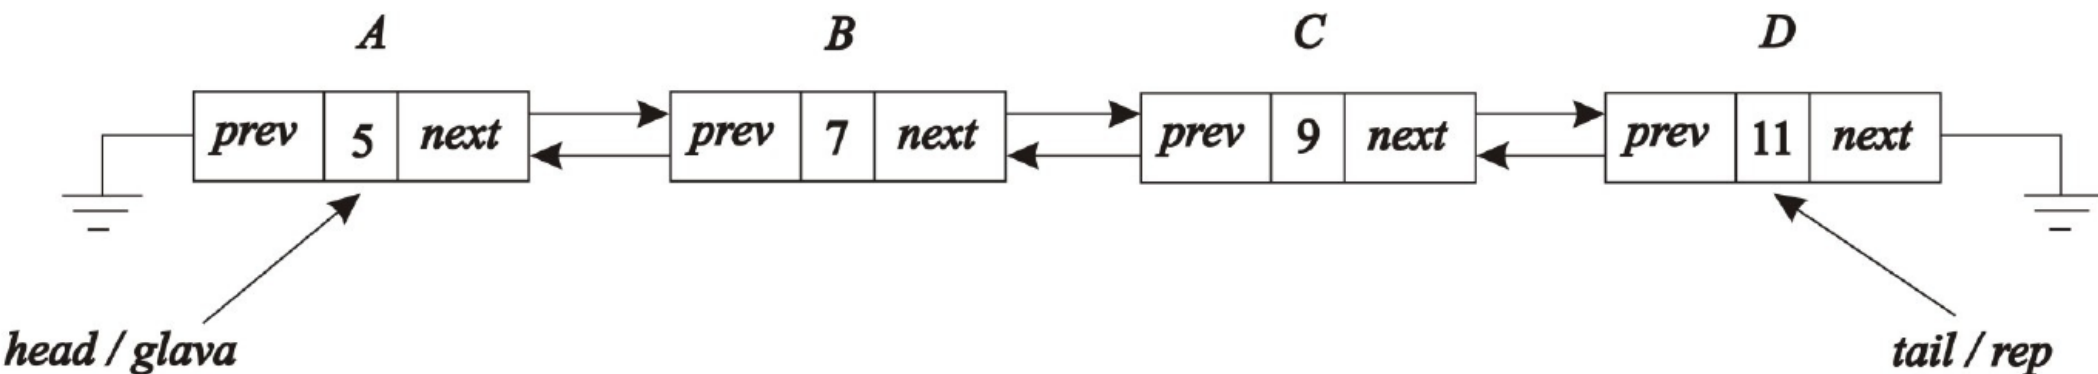 A B C D
prev 5 next prev 7 next prev 9 next prev 11 next
head / glava tail / rep